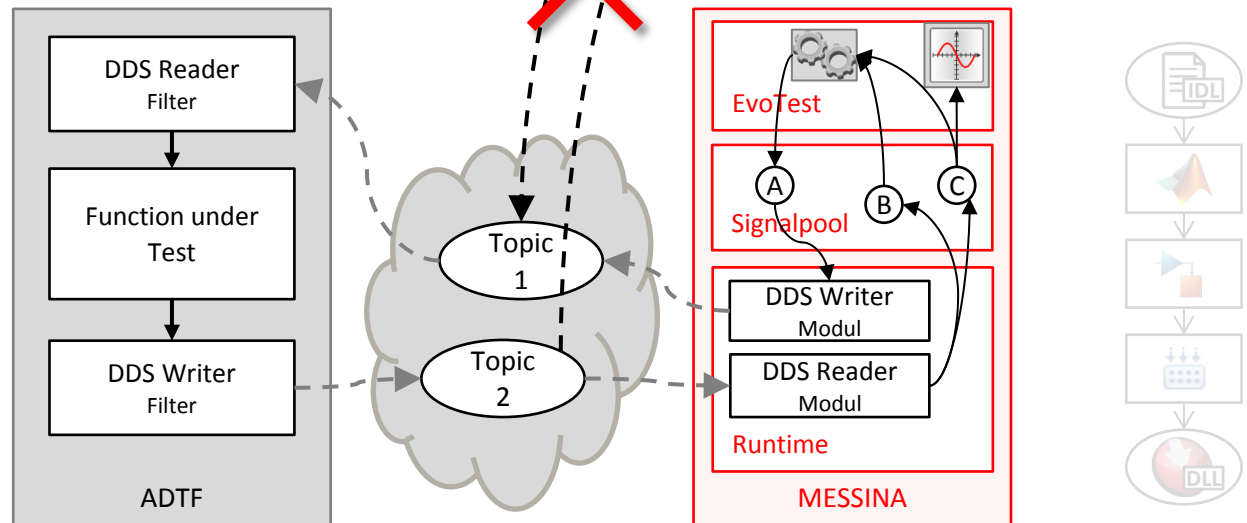 DDS Reader
Filter
Function under
Test
DDS Writer
Filter
ADTF
Topic
1
Topic
2
EvoTest
A
B
C
Signalpool
DDS Writer
Modul
DDS Reader
Modul
Runtime
MESSINA
IDL
DLL